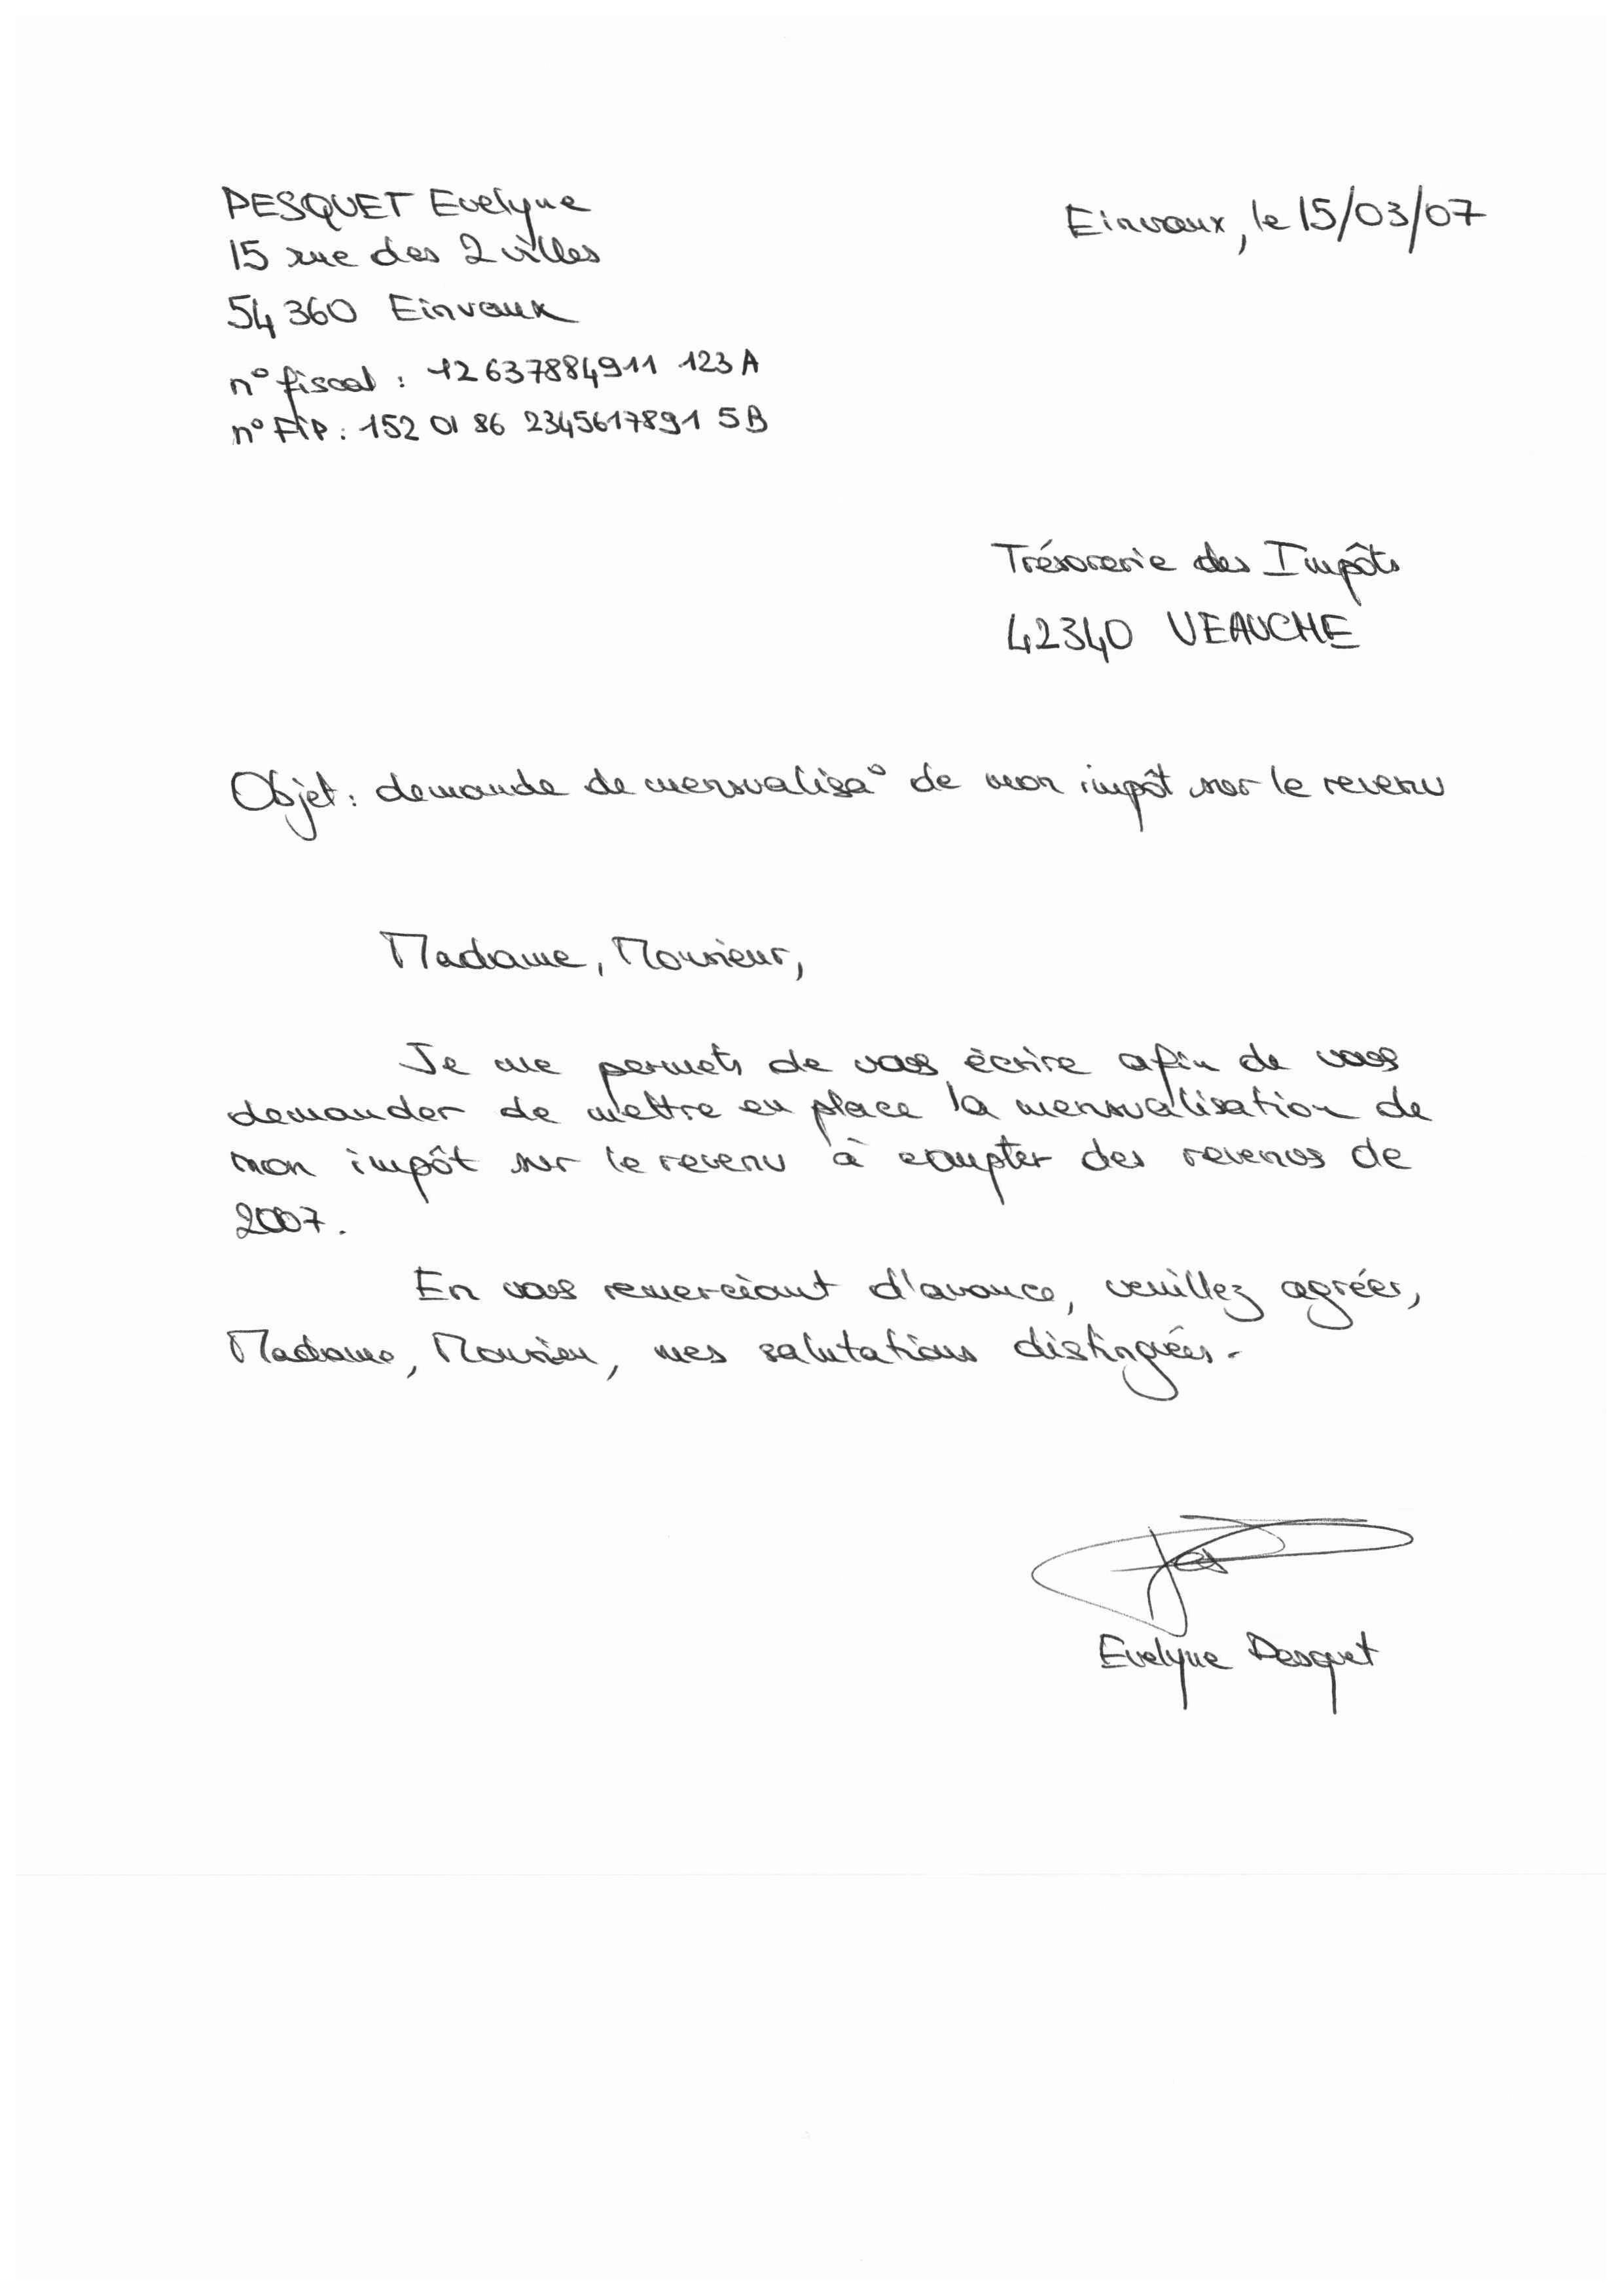 PESQUET Evelyne
15 rue des 2 villes
54 360 Einvaux
n° fiscal : 12 637884911 123 A
n° FIP : 152 01 86 2345617891 5B
Einvaux, le 15/03/07
Trésorerie des Impôts
42340 VEAUCHE
Objet : demande de mensualisa° de mon impôt sur le revenu
Madame, Monsieur,
Je me permets de vous écrire afin de vous
demander de mettre en place la mensualisation de
mon impôt sur le revenu à compter des revenus de
2007.
En vous remerciant d'avance, veuillez agréer,
Madame, Monsieur, mes salutations distinguées.
Evelyne Pesquet